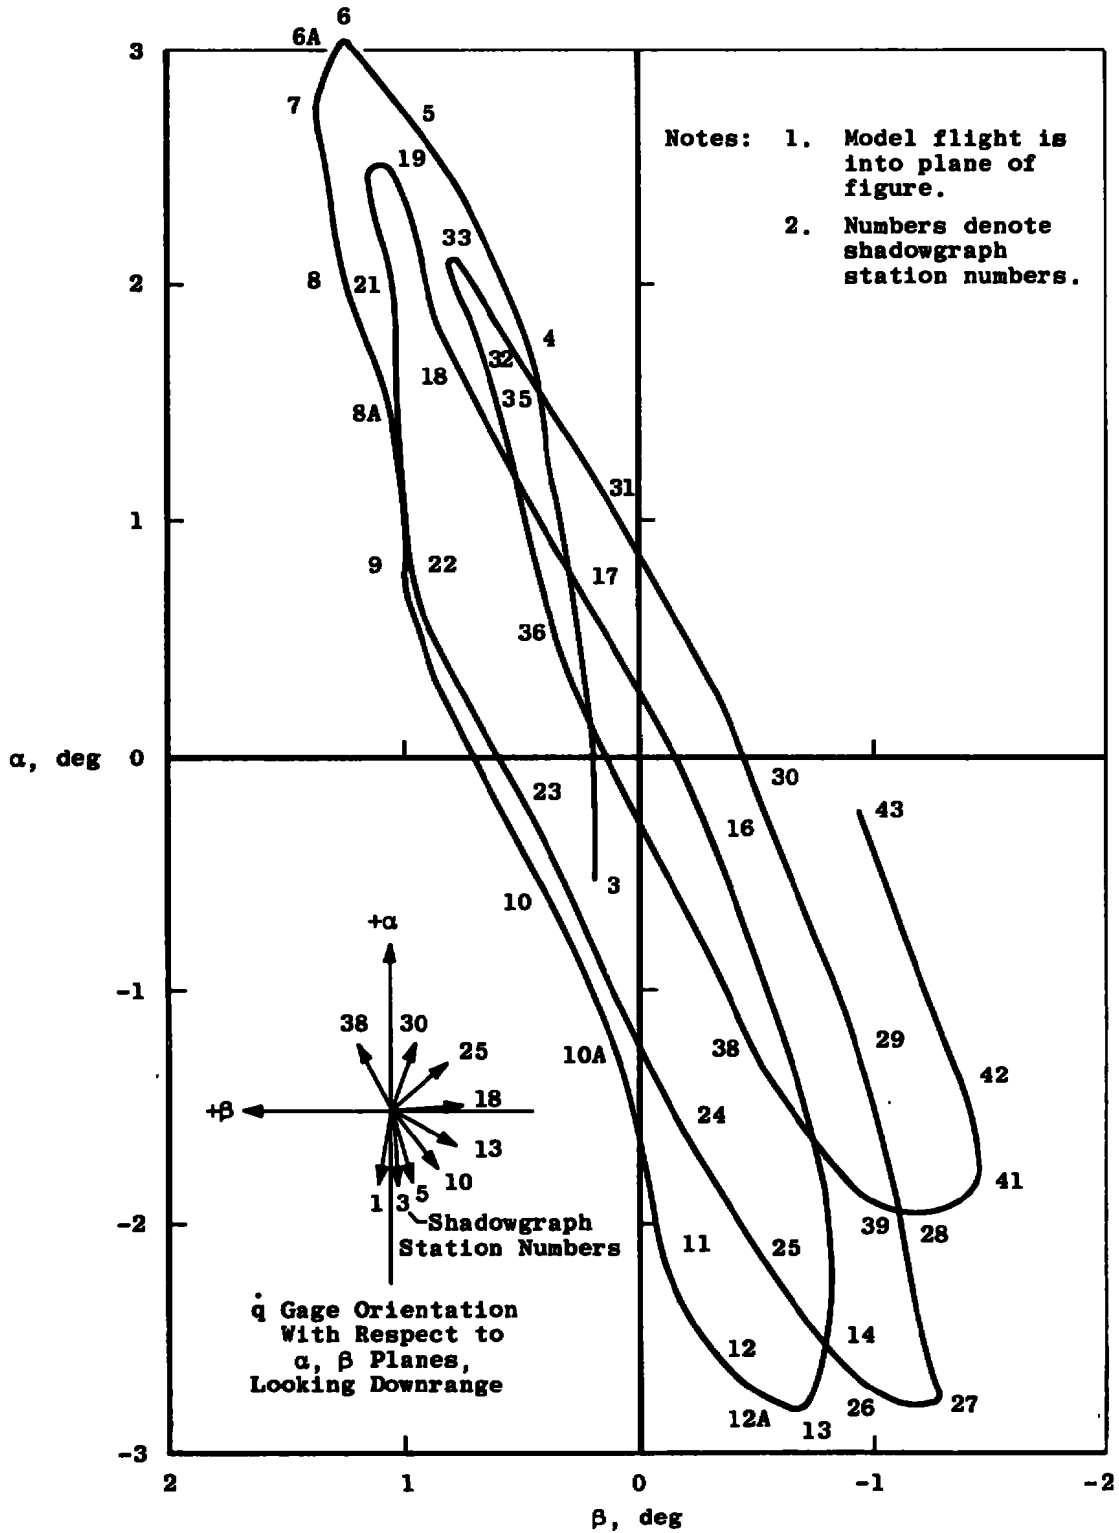 6
6A
3
7
5
19
Notes: 1. Model flight is
into plane of
figure.
2. Numbers denote
shadowgraph
station numbers.
33
8
21
2
4
32
18
35
8A
31
1
9
22
17
36
α, deg
0
23
30
16
43
3
10
+α
-1
38
30
25
10A
38
29
42
+β
18
24
13
10
5
1
3
41
Shadowgraph
Station Numbers
-2
11
25
39
28
q̇ Gage Orientation
With Respect to
α, β Planes,
Looking Downrange
12
14
12A
13
26
27
-3
2
1
0
-1
-2
β, deg